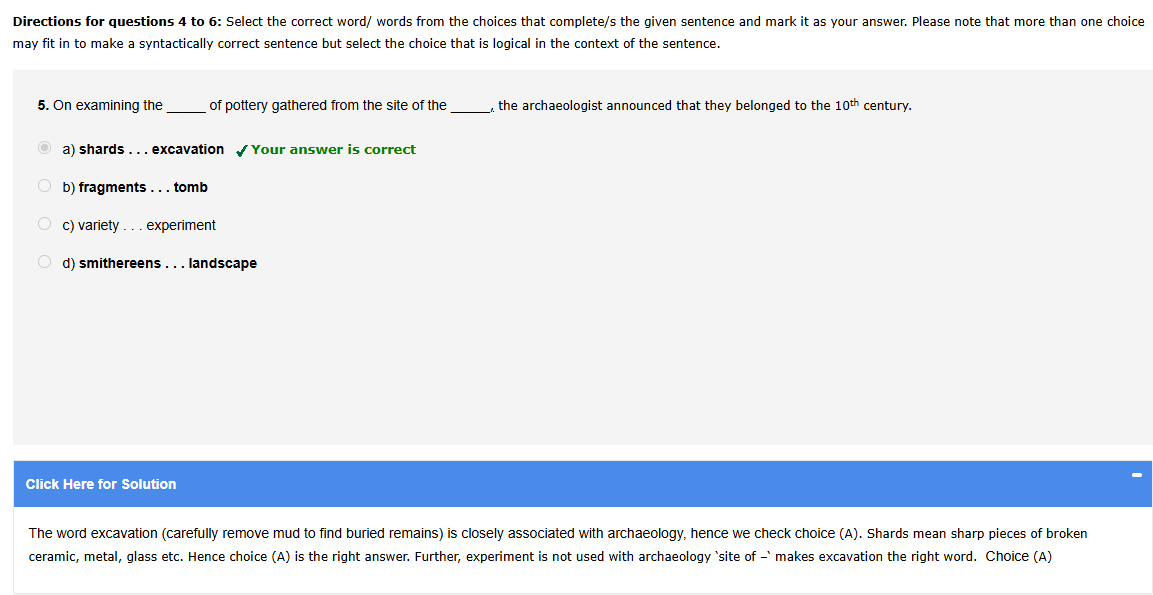 Directions for questions 4 to 6: Select the correct word/ words from the choices that complete/s the given sentence and mark it as your answer. Please note that more than one choice
may fit in to make a syntactically correct sentence but select the choice that is logical in the context of the sentence.
5. On examining the _____ of pottery gathered from the site of the _____, the archaeologist announced that they belonged to the 10th century.
a) shards . . . excavation ✓Your answer is correct
b) fragments . . . tomb
c) variety . . . experiment
d) smithereens . . . landscape
Click Here for Solution
The word excavation (carefully remove mud to find buried remains) is closely associated with archaeology, hence we check choice (A). Shards mean sharp pieces of broken
ceramic, metal, glass etc. Hence choice (A) is the right answer. Further, experiment is not used with archaeology ‛site of –‛ makes excavation the right word. Choice (A)